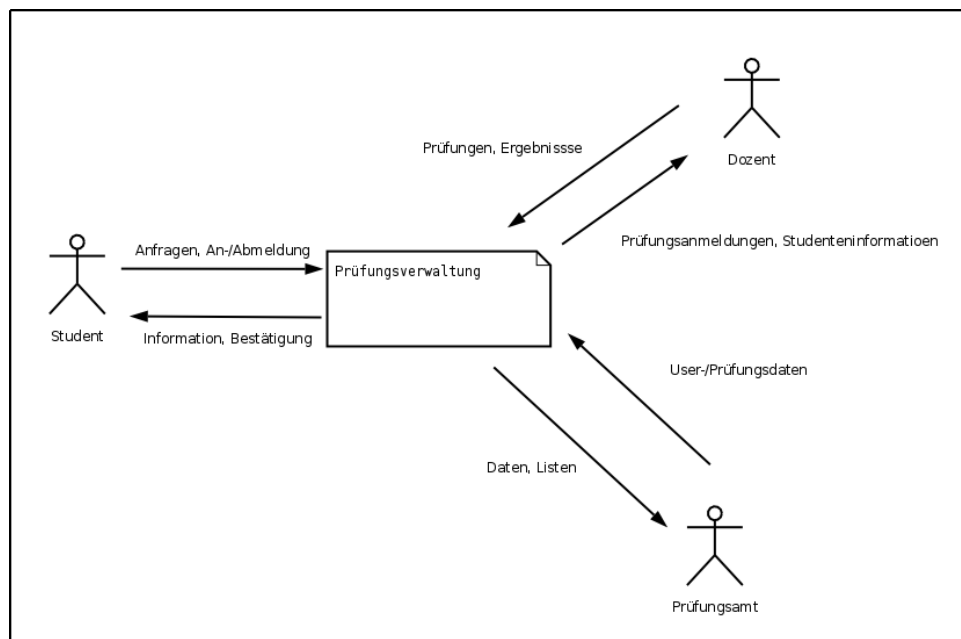 Prüfungen, Ergebnissse
Dozent
Prüfungsanmeldungen, Studenteninformatioen
Anfragen, An-/Abmeldung
Prüfungsverwaltung
Student
Information, Bestätigung
User-/Prüfungsdaten
Daten, Listen
Prüfungsamt